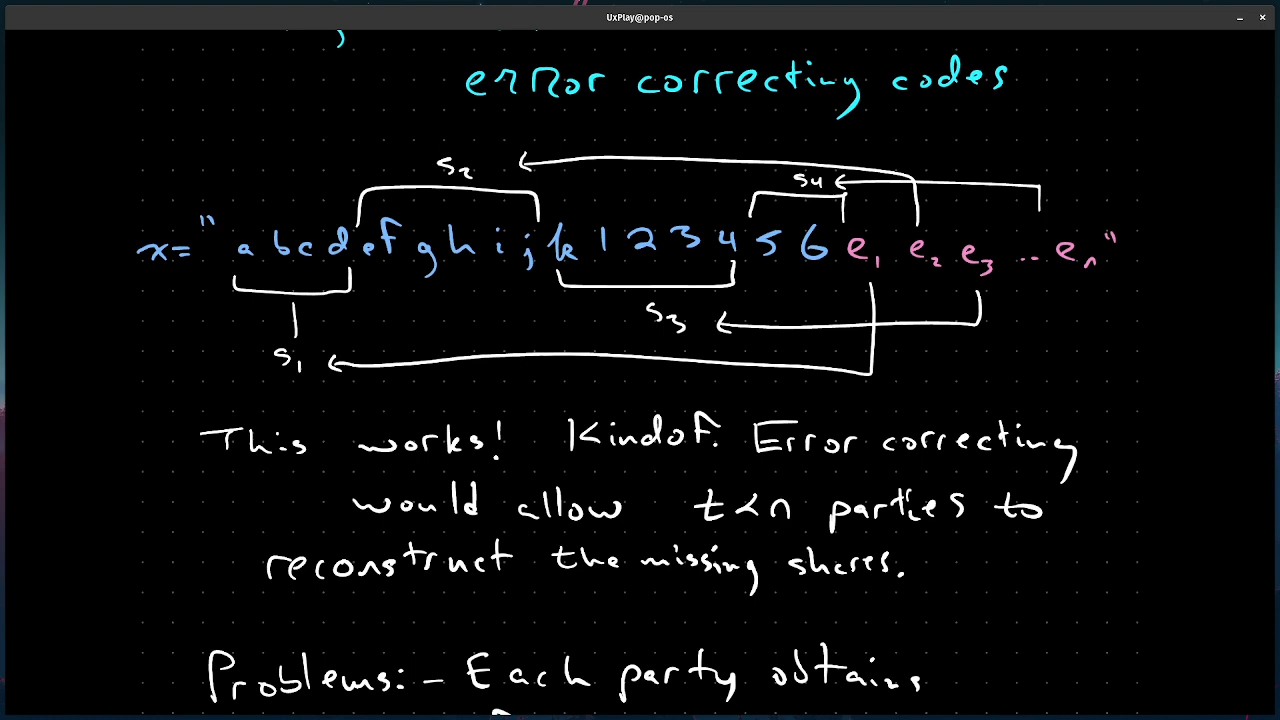 UxPlay@pop-os
error correcting codes
s2
s4
x= " a b c d e f g h i j k 1 2 3 4 5 6 e1 e2 e3 .. en "
s3
s1
This works! Kindof. Error correcting
would allow t<n parties to
reconstruct the missing shares.
Problems: - Each party obtains